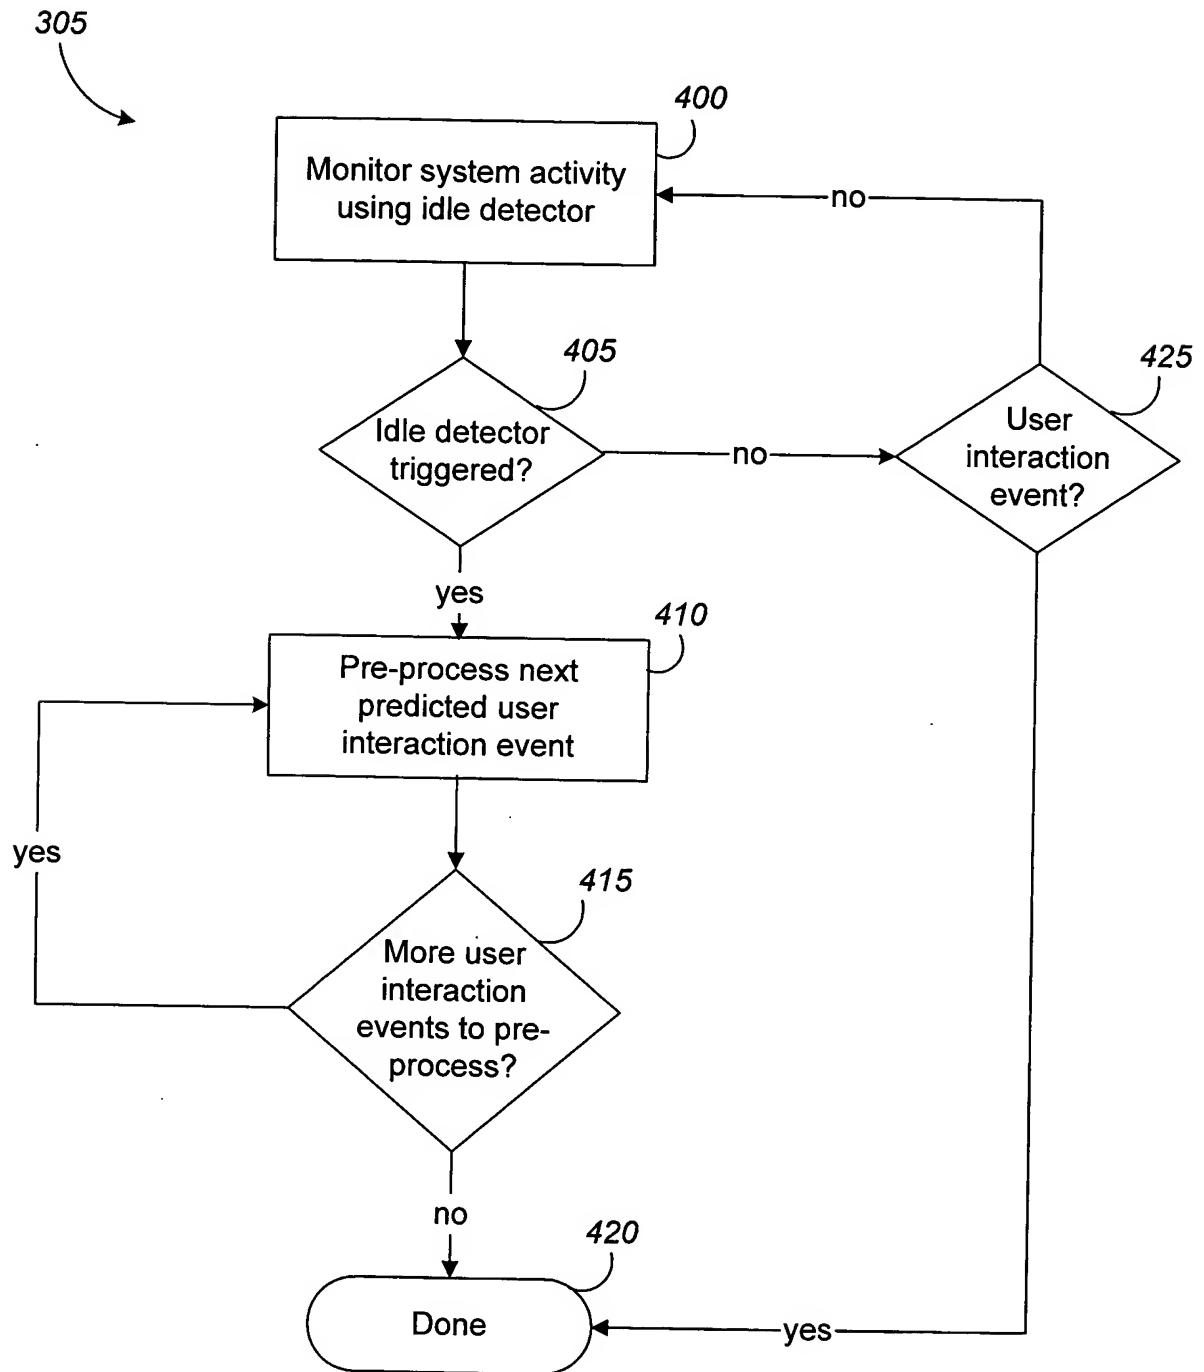 305
400
Monitor system activity
using idle detector
no
405
425
Idle detector
triggered?
no
User
interaction
event?
yes
410
Pre-process next
predicted user
interaction event
yes
415
More user
interaction
events to pre-
process?
no
420
Done
yes